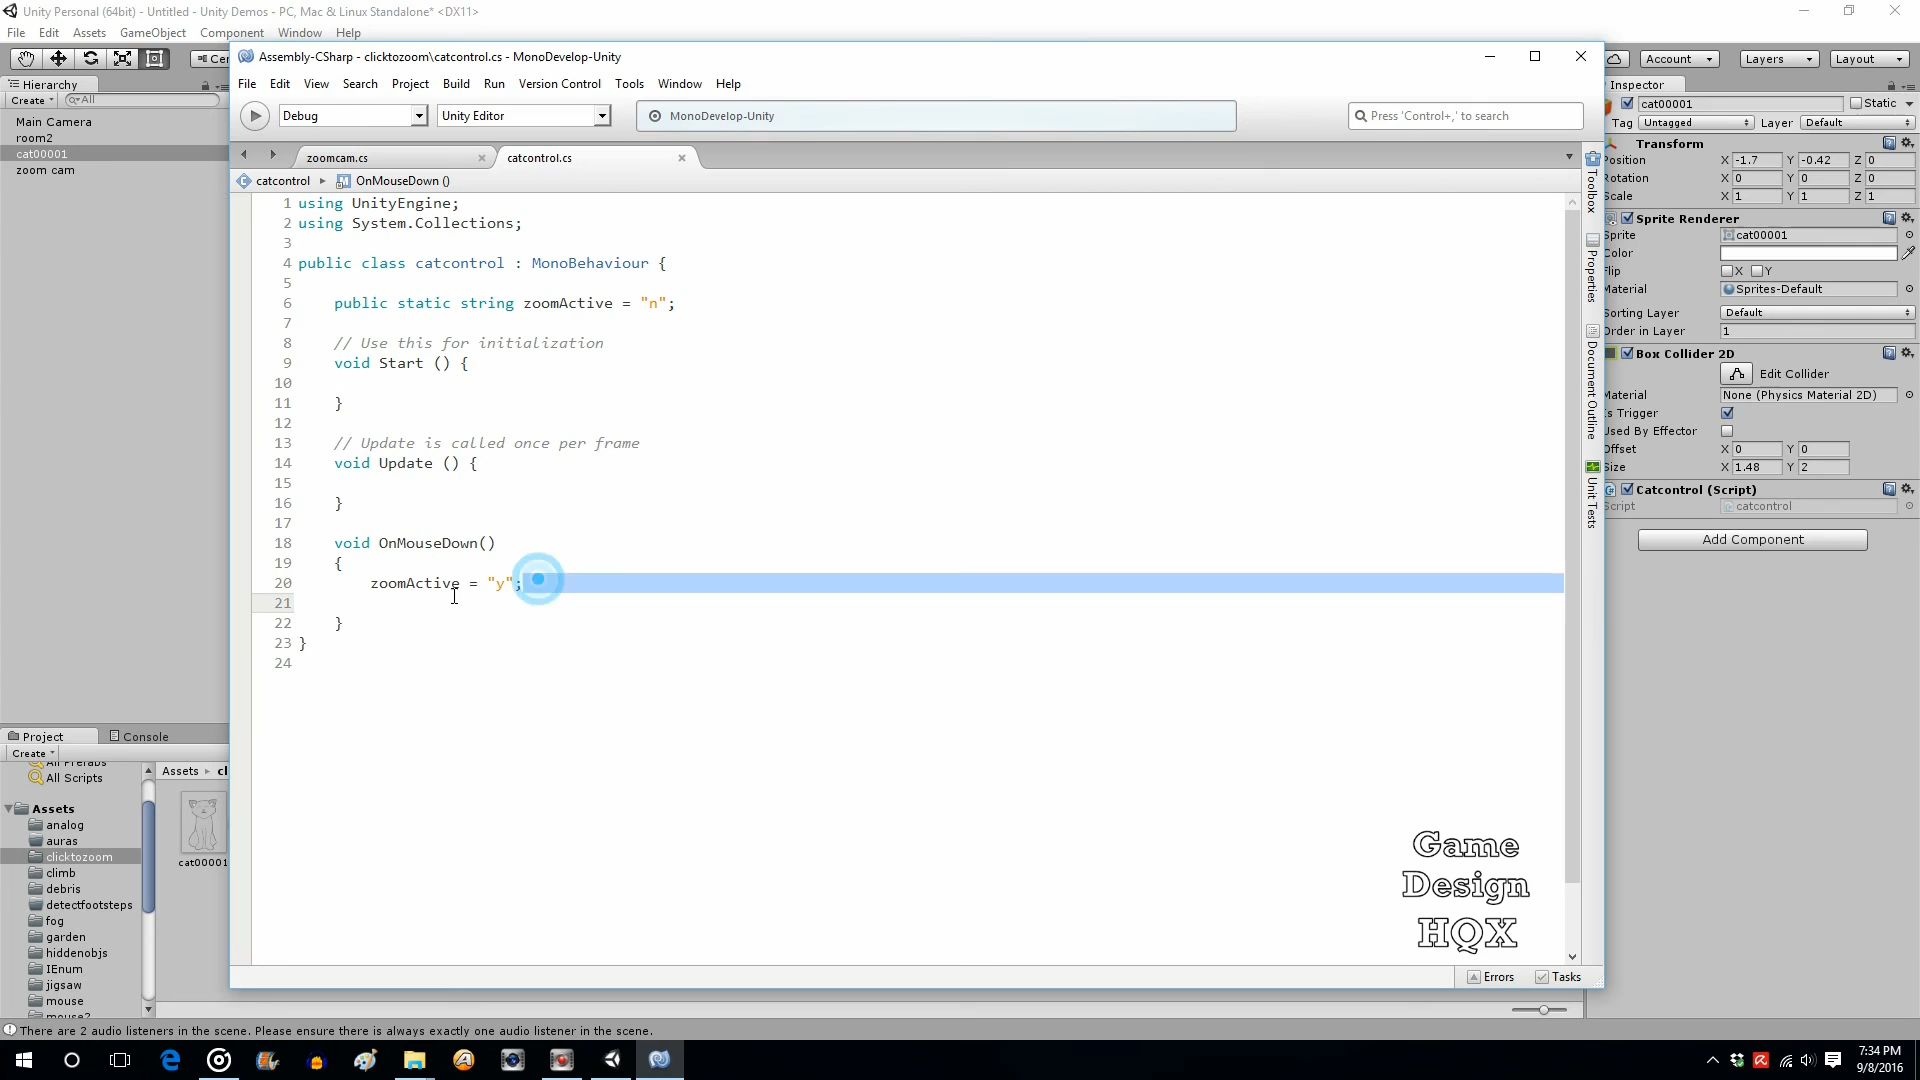 Unity Personal (64bit) - Untitled - Unity Demos - PC, Mac & Linux Standalone* <DX11>
File Edit Assets GameObject Component Window Help
Assembly-CSharp - clicktozoom\catcontrol.cs - MonoDevelop-Unity
File Edit View Search Project Build Run Version Control Tools Window Help
Debug Unity Editor MonoDevelop-Unity Press 'Control+,' to search
Account Layers Layout
Hierarchy
Create All
Main Camera
room2
cat00001
zoom cam
zoomcam.cs catcontrol.cs
catcontrol OnMouseDown ()
1 using UnityEngine;
2 using System.Collections;
3
4 public class catcontrol : MonoBehaviour {
5
6 public static string zoomActive = "n";
7
8 // Use this for initialization
9 void Start () {
10
11 }
12
13 // Update is called once per frame
14 void Update () {
15
16 }
17
18 void OnMouseDown()
19 {
20 zoomActive = "y";
21
22 }
23 }
24
Toolbox
Properties
Document Outline
Unit Tests
Errors Tasks
Inspector
cat00001 Static
Tag Untagged Layer Default
Transform
Position X -1.7 Y -0.42 Z 0
Rotation X 0 Y 0 Z 0
Scale X 1 Y 1 Z 1
Sprite Renderer
Sprite cat00001
Color
Flip X Y
Material Sprites-Default
Sorting Layer Default
Order in Layer 1
Box Collider 2D
Edit Collider
Material None (Physics Material 2D)
Is Trigger
Used By Effector
Offset X 0 Y 0
Size X 1.48 Y 2
Catcontrol (Script)
Script catcontrol
Add Component
Project Console
Create
All Prefabs
All Scripts
Assets
analog
auras
clicktozoom
climb
debris
detectfootsteps
fog
garden
hiddenobjs
IEnum
jigsaw
mouse
mouse2
Assets cl
cat00001
Game
Design
HQX
There are 2 audio listeners in the scene. Please ensure there is always exactly one audio listener in the scene.
7:34 PM
9/8/2016